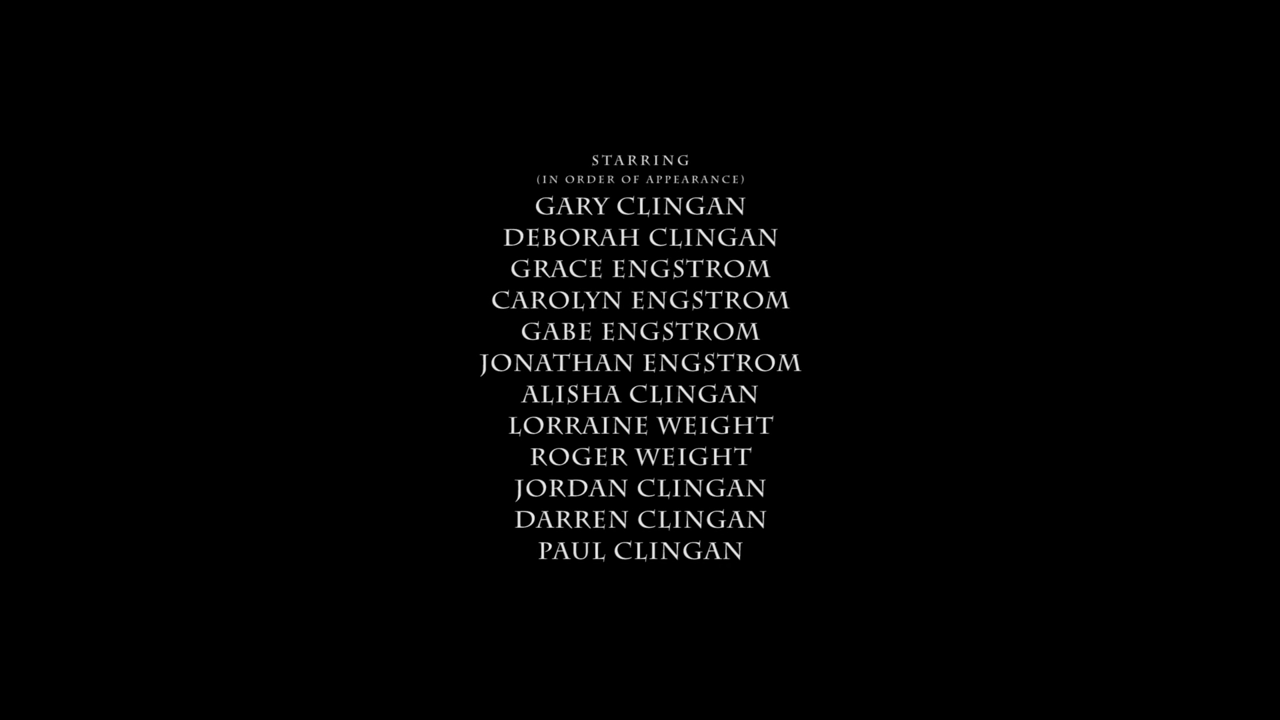 STARRING
(IN ORDER OF APPEARANCE)
GARY CLINGAN
DEBORAH CLINGAN
GRACE ENGSTROM
CAROLYN ENGSTROM
GABE ENGSTROM
JONATHAN ENGSTROM
ALISHA CLINGAN
LORRAINE WEIGHT
ROGER WEIGHT
JORDAN CLINGAN
DARREN CLINGAN
PAUL CLINGAN